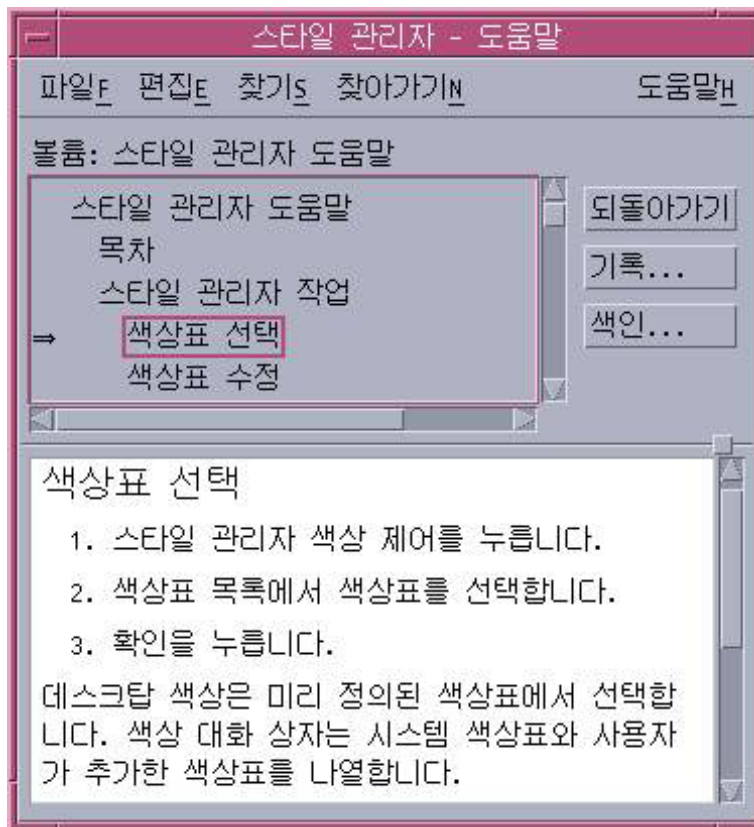 스타일 관리자 - 도움말
파일F 편집E 찾기S 찾아가기N 도움말H
볼륨: 스타일 관리자 도움말
스타일 관리자 도움말
목차
스타일 관리자 작업
⇒ 색상표 선택
색상표 수정
되돌아가기
기록...
색인...
색상표 선택
1. 스타일 관리자 색상 제어를 누릅니다.
2. 색상표 목록에서 색상표를 선택합니다.
3. 확인을 누릅니다.
데스크탑 색상은 미리 정의된 색상표에서 선택합
니다. 색상 대화 상자는 시스템 색상표와 사용자
가 추가한 색상표를 나열합니다.